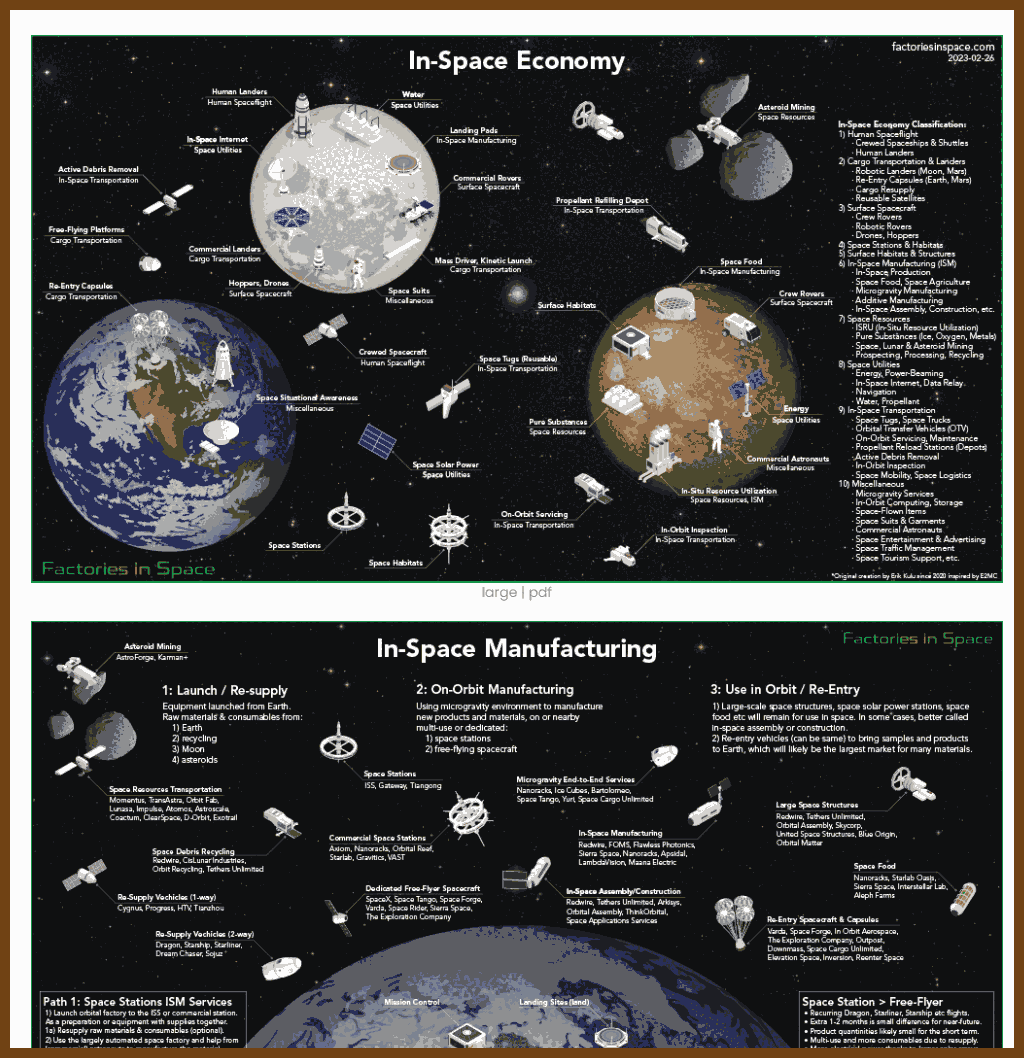 In-Space Economy
factoriesinspace.com
2023-02-26
Human Landers
Human Spaceflight
Water
Space Utilities
In-Space Internet
Space Utilities
Landing Pads
In-Space Manufacturing
Asteroid Mining
Space Resources
Active Debris Removal
In-Space Transportation
Commercial Rovers
Surface Spacecraft
Propellant Refilling Depot
In-Space Transportation
Free-Flying Platforms
Cargo Transportation
Commercial Landers
Cargo Transportation
Mass Driver, Kinetic Launch
Cargo Transportation
Space Food
In-Space Manufacturing
Re-Entry Capsules
Cargo Transportation
Hoppers, Drones
Surface Spacecraft
Space Suits
Miscellaneous
Surface Habitats
Crew Rovers
Surface Spacecraft
Crewed Spacecraft
Human Spaceflight
Space Tugs (Reusable)
In-Space Transportation
Space Situational Awareness
Miscellaneous
Energy
Space Utilities
Pure Substances
Space Resources
Space Solar Power
Space Utilities
Commercial Astronauts
Miscellaneous
In-Situ Resource Utilization
Space Resources, ISM
On-Orbit Servicing
In-Space Transportation
In-Orbit Inspection
In-Space Transportation
Space Stations
Space Habitats
Factories in Space
In-Space Economy Classification:
1) Human Spaceflight
- Crewed Spaceships & Shuttles
- Human Landers
2) Cargo Transportation & Landers
- Robotic Landers (Moon, Mars)
- Re-Entry Capsules (Earth, Mars)
- Cargo Resupply
- Reusable Satellites
3) Surface Spacecraft
- Crew Rovers
- Robotic Rovers
- Drones, Hoppers
4) Space Stations & Habitats
5) Surface Habitats & Structures
6) In-Space Manufacturing (ISM)
- In-Space Production
- Space Food, Space Agriculture
- Microgravity Manufacturing
- Additive Manufacturing
- In-Space Assembly, Construction, etc.
7) Space Resources
- ISRU (In-Situ Resource Utilization)
- Pure Substances (Ice, Oxygen, Metals)
- Space, Lunar & Asteroid Mining
- Prospecting, Processing, Recycling
8) Space Utilities
- Energy, Power-Beaming
- In-Space Internet, Data Relay
- Navigation
- Water, Propellant
9) In-Space Transportation
- Space Tugs, Space Trucks
- Orbital Transfer Vehicles (OTV)
- On-Orbit Servicing, Maintenance
- Propellant Reload Stations (Depots)
- Active Debris Removal
- In-Orbit Inspection
- Space Mobility, Space Logistics
10) Miscellaneous
- Microgravity Services
- In-Orbit Computing, Storage
- Space-Flown Items
- Space Suits & Garments
- Commercial Astronauts
- Space Entertainment & Advertising
- Space Traffic Management
- Space Tourism Support, etc.
*Original creation by Erik Kulu since 2020 inspired by E2MC
large | pdf
In-Space Manufacturing
Factories in Space
Asteroid Mining
AstroForge, Karman+
1: Launch / Re-supply
Equipment launched from Earth.
Raw materials & consumables from:
1) Earth
2) recycling
3) Moon
4) asteroids
2: On-Orbit Manufacturing
Using microgravity environment to manufacture
new products and materials, on or nearby
multi-use or dedicated:
1) space stations
2) free-flying spacecraft
3: Use in Orbit / Re-Entry
1) Large-scale space structures, space solar power stations, space
food etc will remain for use in space. In some cases, better called
in-space assembly or construction.
2) Re-entry vehicles (can be same) to bring samples and products
to Earth, which will likely be the largest market for many materials.
Space Stations
ISS, Gateway, Tiangong
Microgravity End-to-End Services
Nanoracks, Ice Cubes, Bartolomeo,
Space Tango, Yuri, Space Cargo Unlimited
Space Resources Transportation
Momentus, TransAstra, Orbit Fab,
Lunasa, Impulse, Atomos, Astroscale,
Coactum, ClearSpace, D-Orbit, Exotrail
Large Space Structures
Redwire, Tethers Unlimited,
Orbital Assembly, Skycorp,
United Space Structures, Blue Origin,
Orbital Matter
Commercial Space Stations
Axiom, Nanoracks, Orbital Reef,
Starlab, Gravitics, VAST
In-Space Manufacturing
Redwire, FOMS, Flawless Photonics,
Sierra Space, Nanoracks, Apsidal,
LambdaVision, Maana Electric
Space Debris Recycling
Redwire, CisLunar Industries,
Orbit Recycling, Tethers Unlimited
Space Food
Nanoracks, Starlab Oasis,
Sierra Space, Interstellar Lab,
Aleph Farms
Re-Supply Vechicles (1-way)
Cygnus, Progress, HTV, Tianzhou
Dedicated Free-Flyer Spacecraft
SpaceX, Space Tango, Space Forge,
Varda, Space Rider, Sierra Space,
The Exploration Company
In-Space Assembly/Construction
Redwire, Tethers Unlimited, Arkisys,
Orbital Assembly, ThinkOrbital,
Space Applications Services
Re-Entry Spacecraft & Capsules
Varda, Space Forge, In Orbit Aerospace,
The Exploration Company, Outpost,
Downmass, Space Cargo Unlimited,
Elevation Space, Inversion, Reenter Space
Re-Supply Vechicles (2-way)
Dragon, Starship, Starliner,
Dream Chaser, Sojuz
Mission Control
Landing Sites (land)
Path 1: Space Stations ISM Services
1) Launch orbital factory to the ISS or commercial station.
As a preparation or equipment with supplies together.
1a) Resupply raw materials & consumables (optional).
2) Use the largely automated space factory and help from
Space Station > Free-Flyer
• Recurring Dragon, Starliner, Starship etc flights.
• Extra 1-2 months is small difference for near-future.
• Product quantinities likely small for the short term.
• Multi-use and more consumables due to resupply.